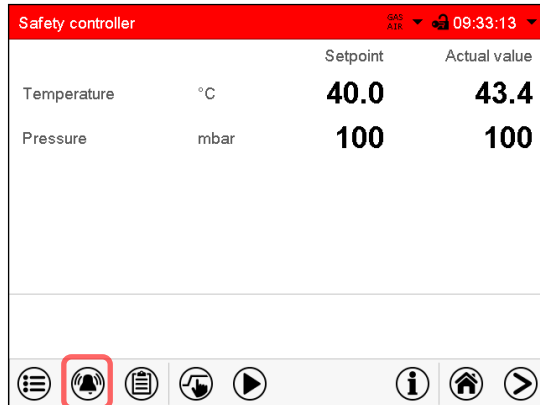 Safety controller GAS AIR 09:33:13
Setpoint Actual value
Temperature °C 40.0 43.4
Pressure mbar 100 100